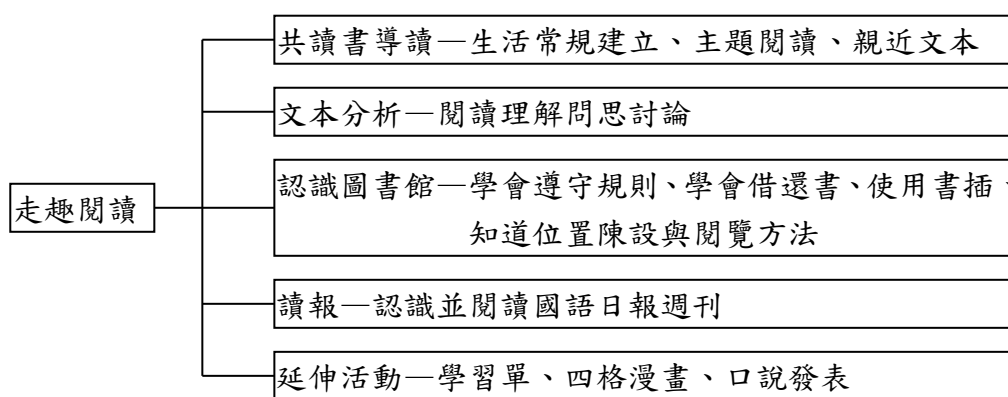 共讀書導讀—生活常規建立、主題閱讀、親近文本
文本分析—閱讀理解問思討論
走趣閱讀
認識圖書館—學會遵守規則、學會借還書、使用書插、
知道位置陳設與閱覽方法
讀報—認識並閱讀國語日報週刊
延伸活動—學習單、四格漫畫、口說發表